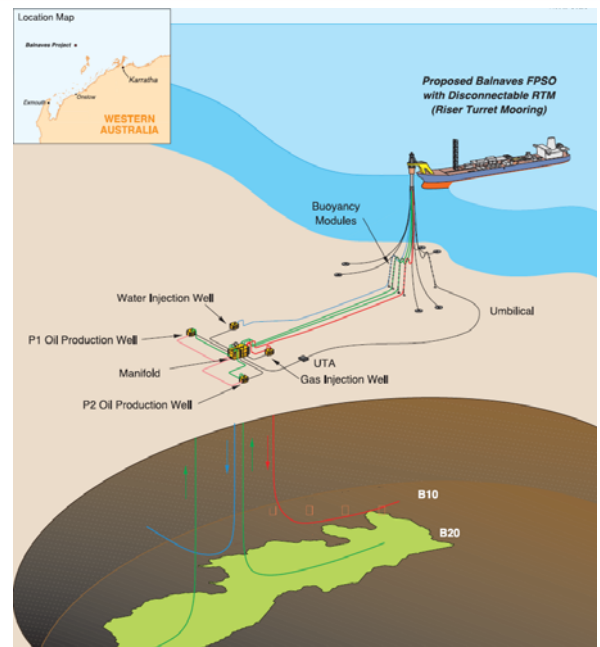 Location Map
Balnaves Project
Karratha
Onslow
Exmouth
WESTERN
AUSTRALIA
Proposed Balnaves FPSO
with Disconnectable RTM
(Riser Turret Mooring)
Buoyancy
Modules
Water Injection Well
Umbilical
P1 Oil Production Well
UTA
Manifold
Gas Injection Well
P2 Oil Production Well
B10
B20